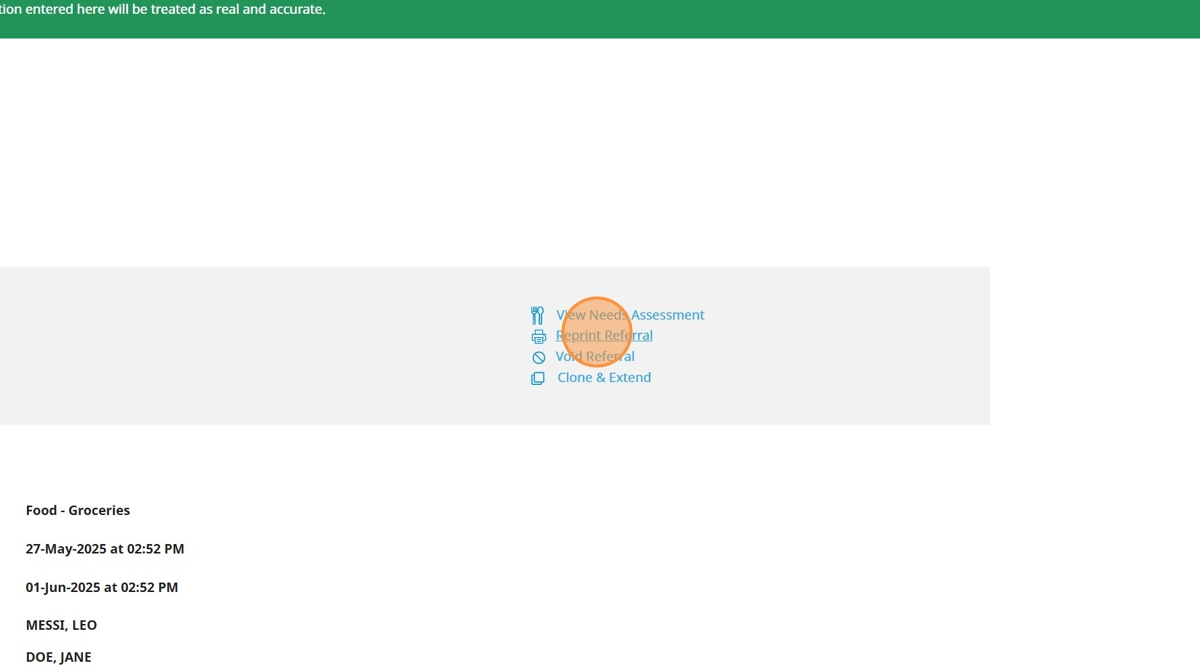 tion entered here will be treated as real and accurate.
View Needs Assessment
Reprint Referral
Void Referral
Clone & Extend
Food - Groceries
27-May-2025 at 02:52 PM
01-Jun-2025 at 02:52 PM
MESSI, LEO
DOE, JANE